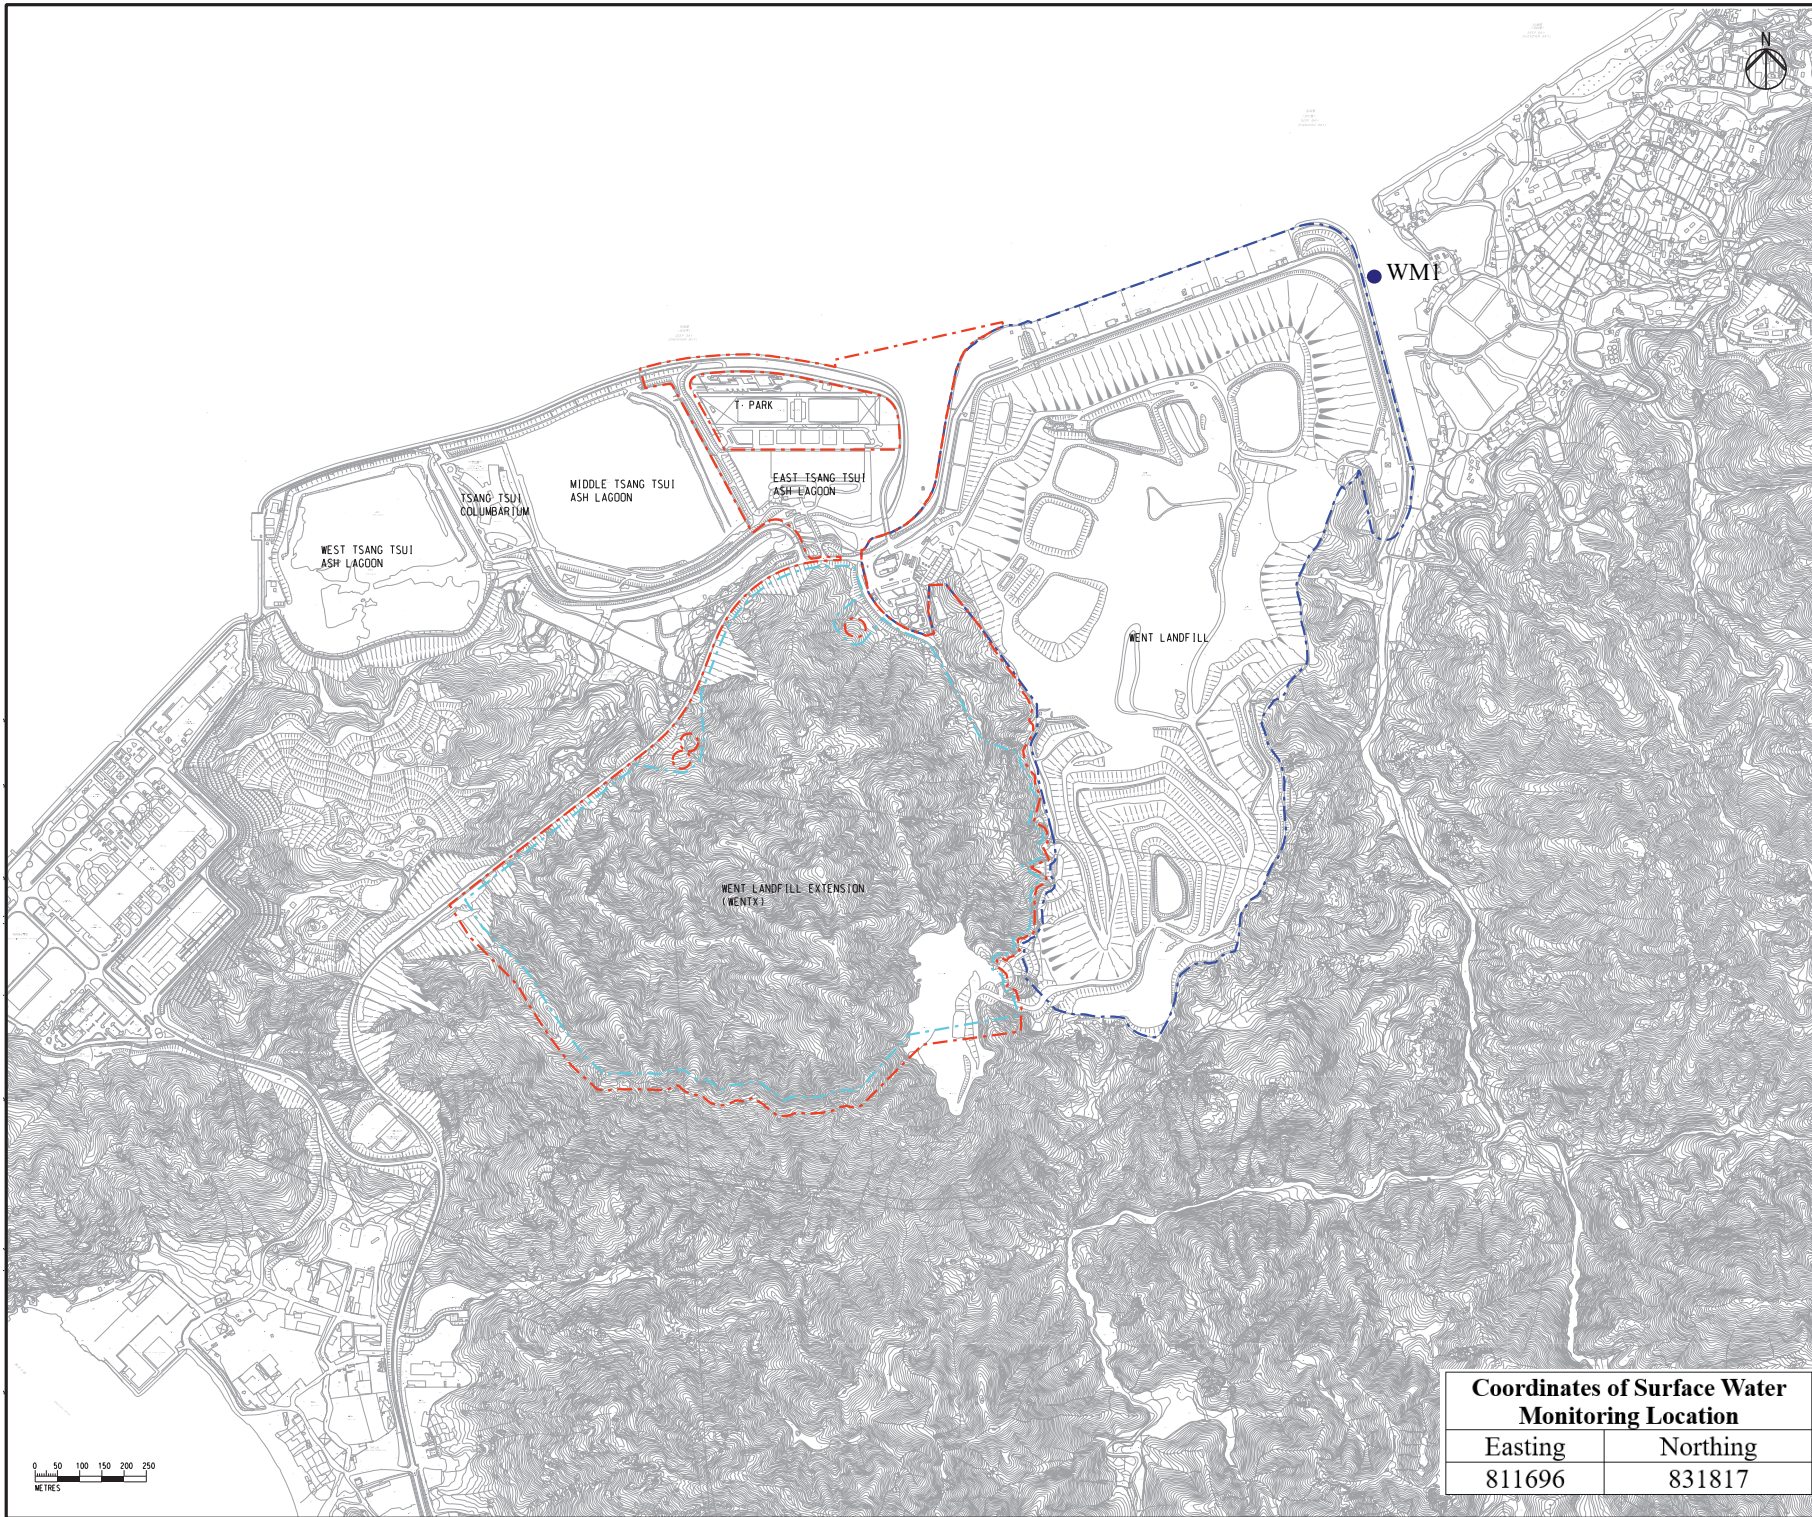 N
WM1
T· PARK
EAST TSANG TSUI
ASH LAGOON
MIDDLE TSANG TSUI
ASH LAGOON
TSANG TSUI
COLUMBARIUM
WEST TSANG TSUI
ASH LAGOON
WENT LANDFILL
WENT LANDFILL EXTENSION
(WENTX)
0 50 100 150 200 250
METRES
Coordinates of Surface Water
Monitoring Location
Easting Northing
811696 831817